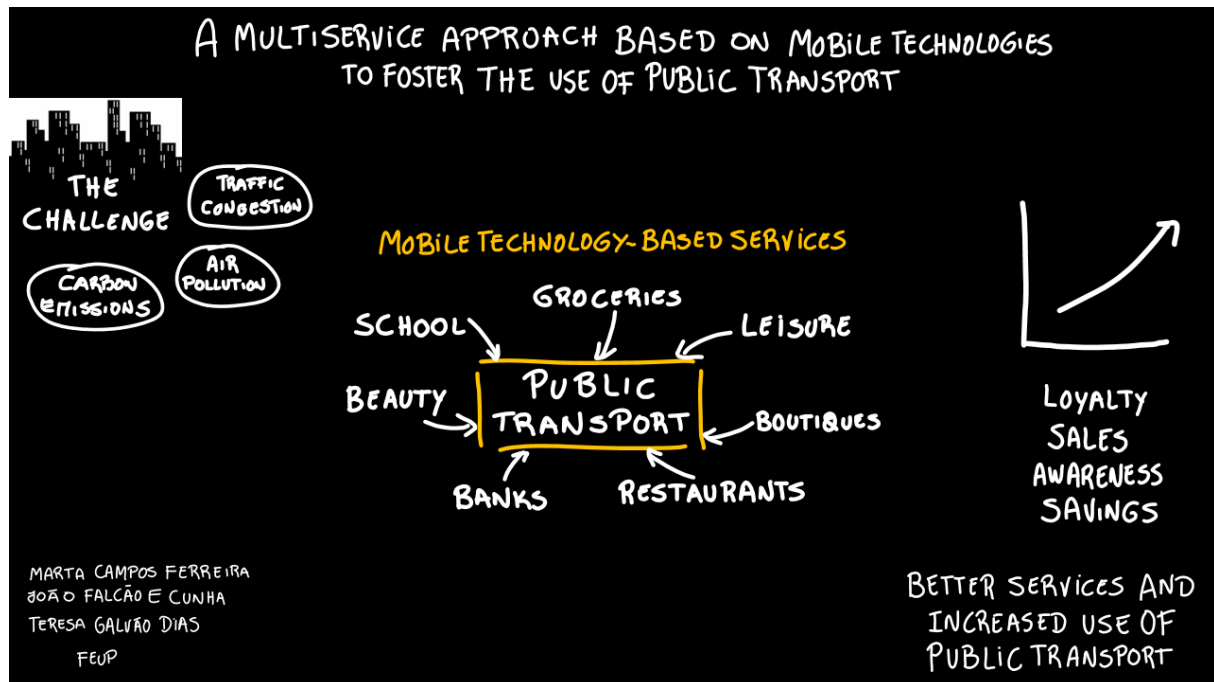 A MULTISERVICE APPROACH BASED ON MOBILE TECHNOLOGIES
TO FOSTER THE USE OF PUBLIC TRANSPORT
THE
CHALLENGE
TRAFFIC
CONGESTION
AIR
POLLUTION
CARBON
EMISSIONS
MOBILE TECHNOLOGY-BASED SERVICES
GROCERIES
SCHOOL
LEISURE
BEAUTY
PUBLIC
TRANSPORT
BOUTIQUES
BANKS
RESTAURANTS
LOYALTY
SALES
AWARENESS
SAVINGS
MARTA CAMPOS FERREIRA
JOÃO FALCÃO E CUNHA
TERESA GALVÃO DIAS
FEUP
BETTER SERVICES AND
INCREASED USE OF
PUBLIC TRANSPORT